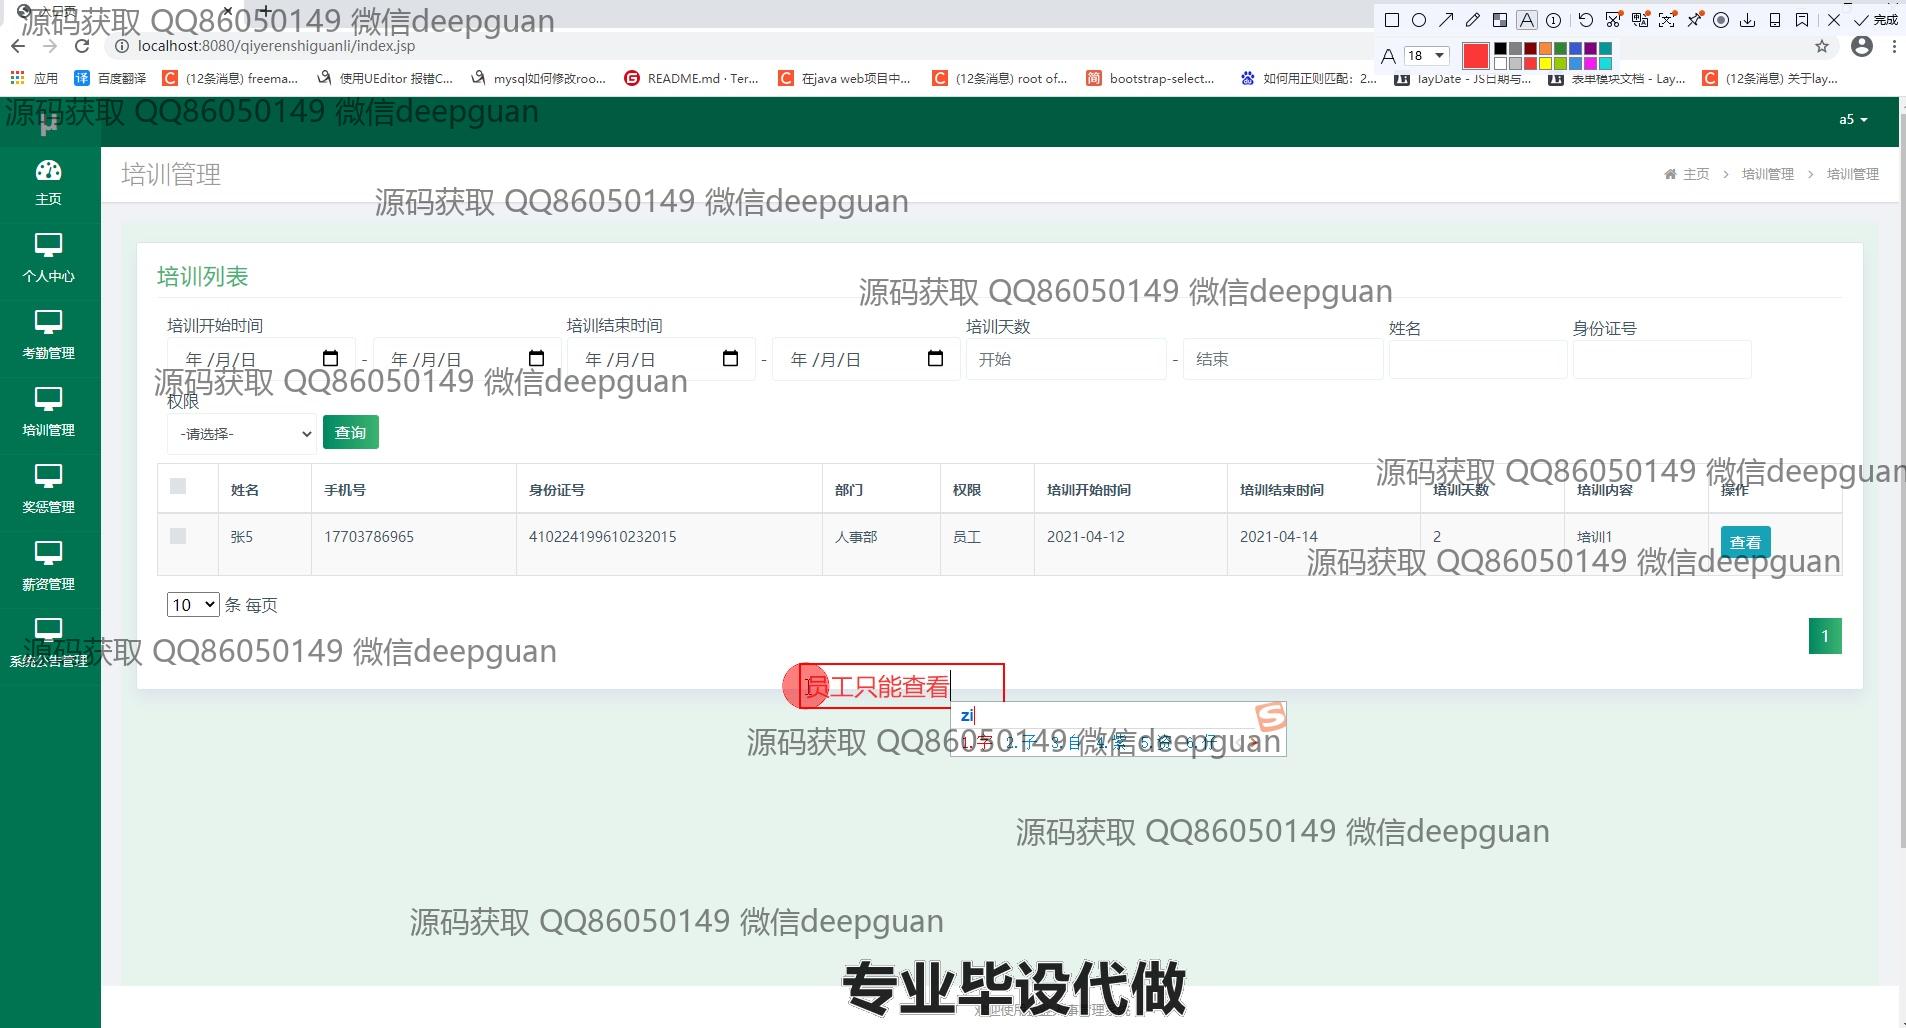 源码获取 QQ86050149 微信deepguan
localhost:8080/qiyerenshiguanli/index.jsp
18
完成
应用
百度翻译
(12条消息) freema...
使用UEditor 报错C...
mysql如何修改roo...
README.md · Ter...
在java web项目中...
(12条消息) root of...
bootstrap-select...
如何用正则匹配：2...
layDate - JS日期与...
表单模块文档 - Lay...
(12条消息) 关于lay...
源码获取 QQ86050149 微信deepguan
a5
主页
培训管理
主页 > 培训管理 > 培训管理
源码获取 QQ86050149 微信deepguan
个人中心
考勤管理
培训管理
奖惩管理
薪资管理
系统公告管理
培训列表
源码获取 QQ86050149 微信deepguan
培训开始时间
培训结束时间
培训天数
姓名
身份证号
年 /月/日 - 年 /月/日
年 /月/日 - 年 /月/日
开始 - 结束
源码获取 QQ86050149 微信deepguan
权限
-请选择-
查询
源码获取 QQ86050149 微信deepguan
姓名 手机号 身份证号 部门 权限 培训开始时间 培训结束时间 培训天数 培训内容 操作
张5 17703786965 410224199610232015 人事部 员工 2021-04-12 2021-04-14 2 培训1 查看
源码获取 QQ86050149 微信deepguan
10 条 每页
1
源码获取 QQ86050149 微信deepguan
员工只能查看
zi
1.字 2.子 3.自 4.紫 5.资 6.仔
源码获取 QQ86050149 微信deepguan
源码获取 QQ86050149 微信deepguan
源码获取 QQ86050149 微信deepguan
专业毕设代做